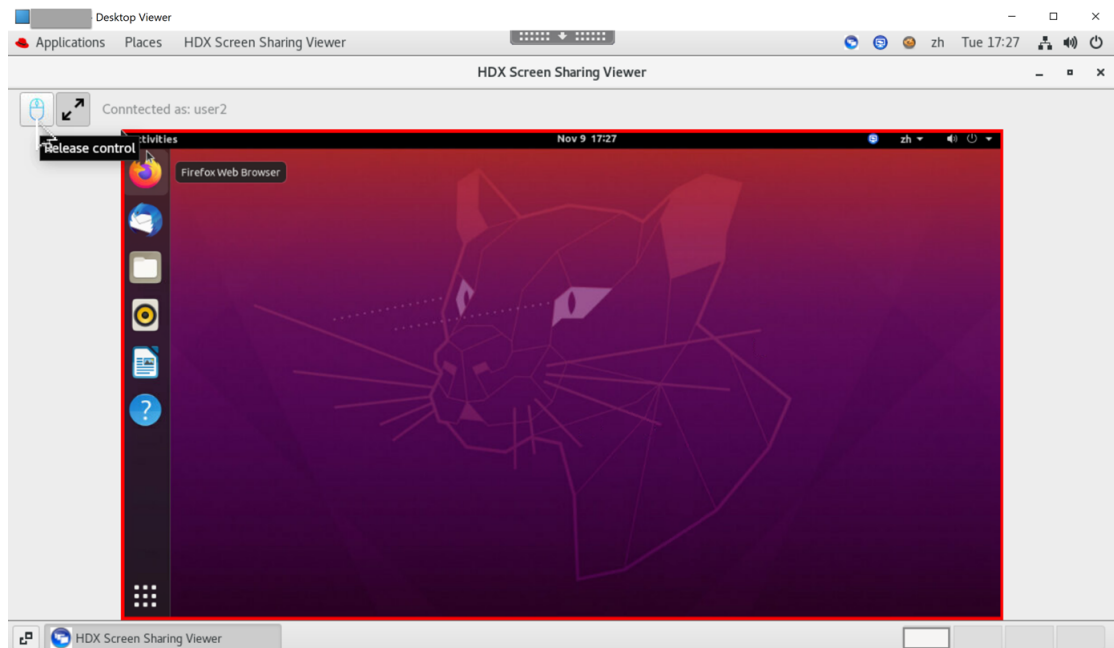 Desktop Viewer
Applications Places HDX Screen Sharing Viewer zh Tue 17:27
HDX Screen Sharing Viewer
Conntected as: user2
Release control
tivities Nov 9 17:27 zh
Firefox Web Browser
?
HDX Screen Sharing Viewer